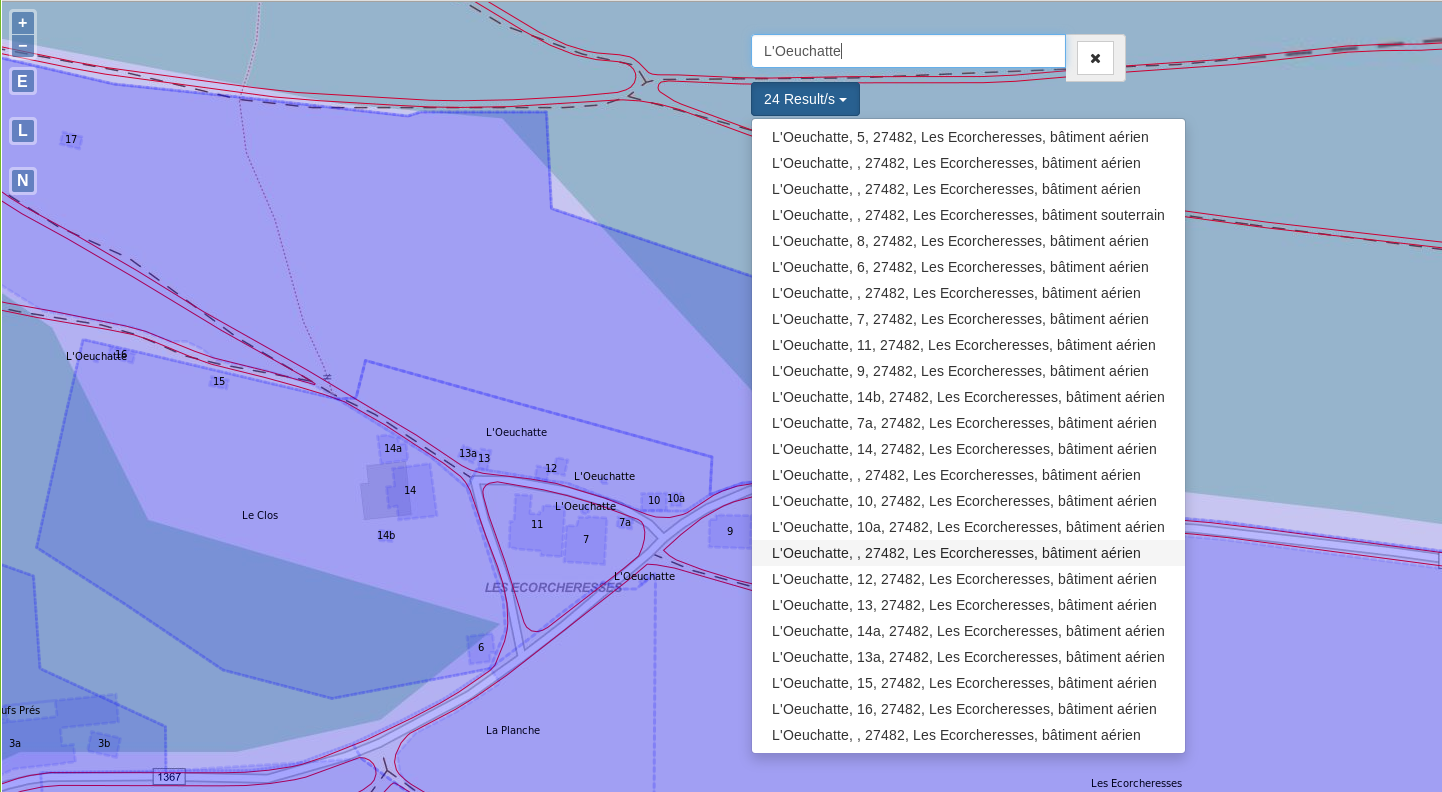 +
−
E
L
N
L'Oeuchatte
✖
24 Result/s
L'Oeuchatte, 5, 27482, Les Ecorcheresses, bâtiment aérien
L'Oeuchatte, , 27482, Les Ecorcheresses, bâtiment aérien
L'Oeuchatte, , 27482, Les Ecorcheresses, bâtiment aérien
L'Oeuchatte, , 27482, Les Ecorcheresses, bâtiment souterrain
L'Oeuchatte, 8, 27482, Les Ecorcheresses, bâtiment aérien
L'Oeuchatte, 6, 27482, Les Ecorcheresses, bâtiment aérien
L'Oeuchatte, , 27482, Les Ecorcheresses, bâtiment aérien
L'Oeuchatte, 7, 27482, Les Ecorcheresses, bâtiment aérien
L'Oeuchatte, 11, 27482, Les Ecorcheresses, bâtiment aérien
L'Oeuchatte, 9, 27482, Les Ecorcheresses, bâtiment aérien
L'Oeuchatte, 14b, 27482, Les Ecorcheresses, bâtiment aérien
L'Oeuchatte, 7a, 27482, Les Ecorcheresses, bâtiment aérien
L'Oeuchatte, 14, 27482, Les Ecorcheresses, bâtiment aérien
L'Oeuchatte, , 27482, Les Ecorcheresses, bâtiment aérien
L'Oeuchatte, 10, 27482, Les Ecorcheresses, bâtiment aérien
L'Oeuchatte, 10a, 27482, Les Ecorcheresses, bâtiment aérien
L'Oeuchatte, , 27482, Les Ecorcheresses, bâtiment aérien
L'Oeuchatte, 12, 27482, Les Ecorcheresses, bâtiment aérien
L'Oeuchatte, 13, 27482, Les Ecorcheresses, bâtiment aérien
L'Oeuchatte, 14a, 27482, Les Ecorcheresses, bâtiment aérien
L'Oeuchatte, 13a, 27482, Les Ecorcheresses, bâtiment aérien
L'Oeuchatte, 15, 27482, Les Ecorcheresses, bâtiment aérien
L'Oeuchatte, 16, 27482, Les Ecorcheresses, bâtiment aérien
L'Oeuchatte, , 27482, Les Ecorcheresses, bâtiment aérien
17
L'Oeuchatte
16
15
L'Oeuchatte
14a
13a
13
12
L'Oeuchatte
14
10
10a
L'Oeuchatte
Le Clos
11
7a
7
9
14b
L'Oeuchatte
LES ECORCHERESSES
6
ufs Prés
La Planche
3a
3b
1367
Les Ecorcheresses